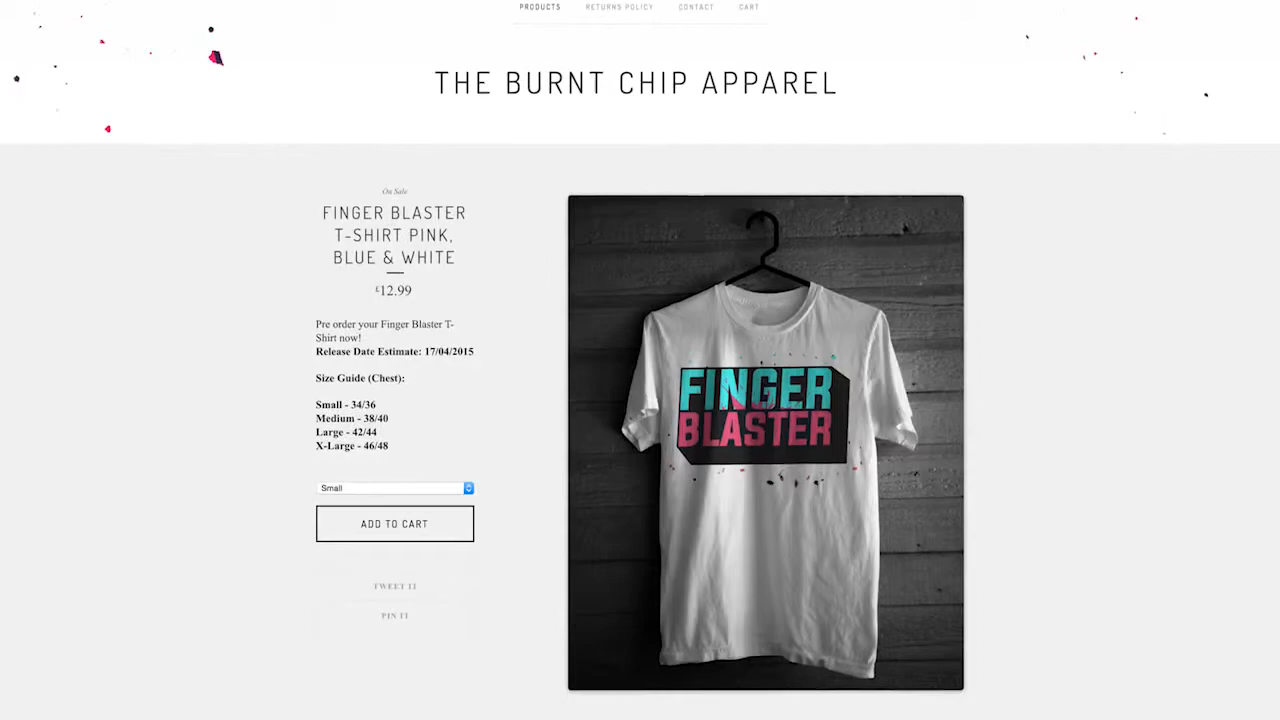 PRODUCTS RETURNS POLICY CONTACT CART
THE BURNT CHIP APPAREL
On Sale
FINGER BLASTER
T-SHIRT PINK,
BLUE & WHITE
£12.99
Pre order your Finger Blaster T-
Shirt now!
Release Date Estimate: 17/04/2015
Size Guide (Chest):
Small - 34/36
Medium - 38/40
Large - 42/44
X-Large - 46/48
Small
ADD TO CART
TWEET IT
PIN IT
FINGER
BLASTER